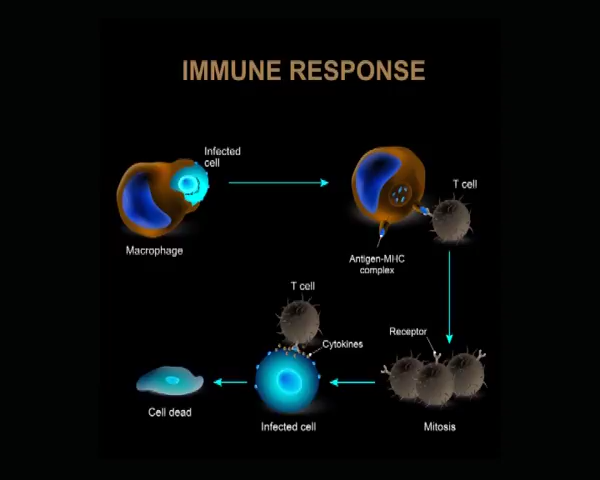 IMMUNE RESPONSE
Infected
cell
Macrophage
T cell
Antigen-MHC
complex
T cell
Cytokines
Receptor
Cell dead
Infected cell
Mitosis